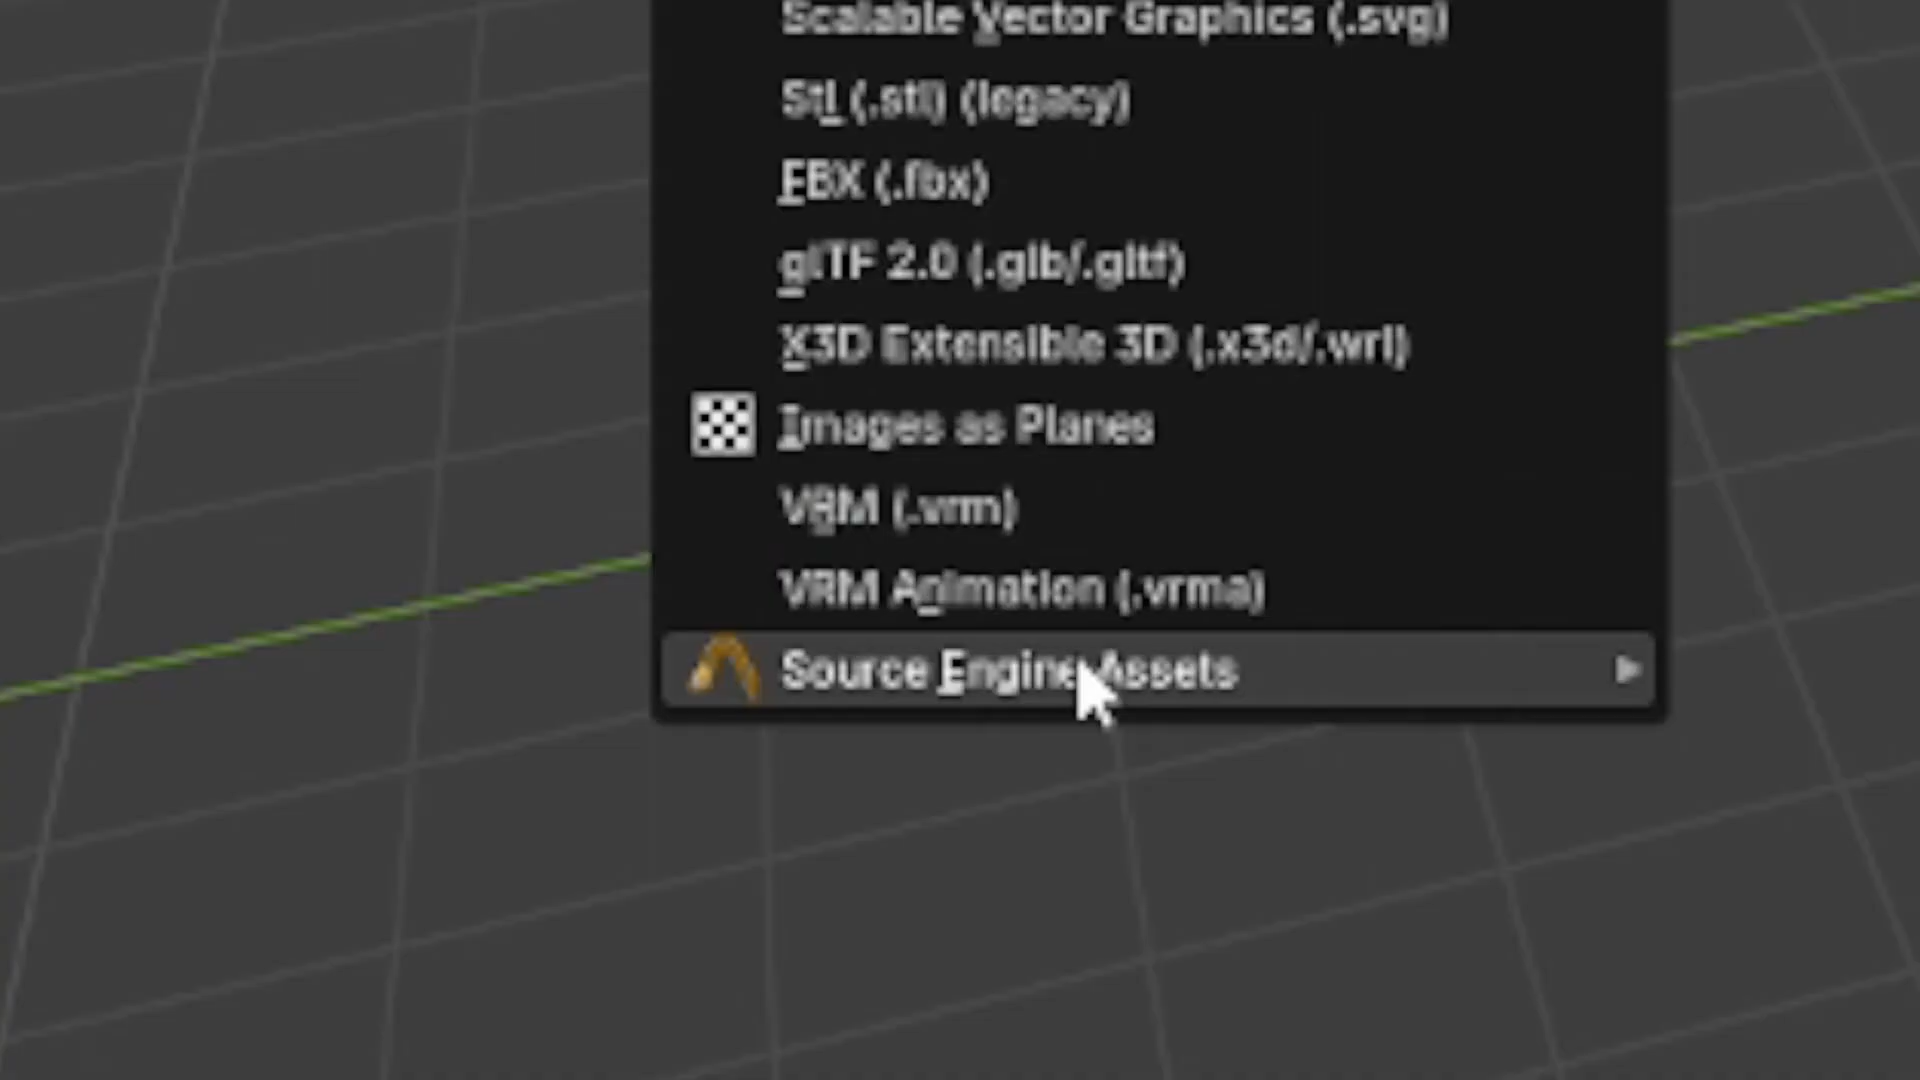 Scalable Vector Graphics (.svg)
Stl (.stl) (legacy)
FBX (.fbx)
glTF 2.0 (.glb/.gltf)
X3D Extensible 3D (.x3d/.wrl)
Images as Planes
VRM (.vrm)
VRM Animation (.vrma)
Source Engine Assets